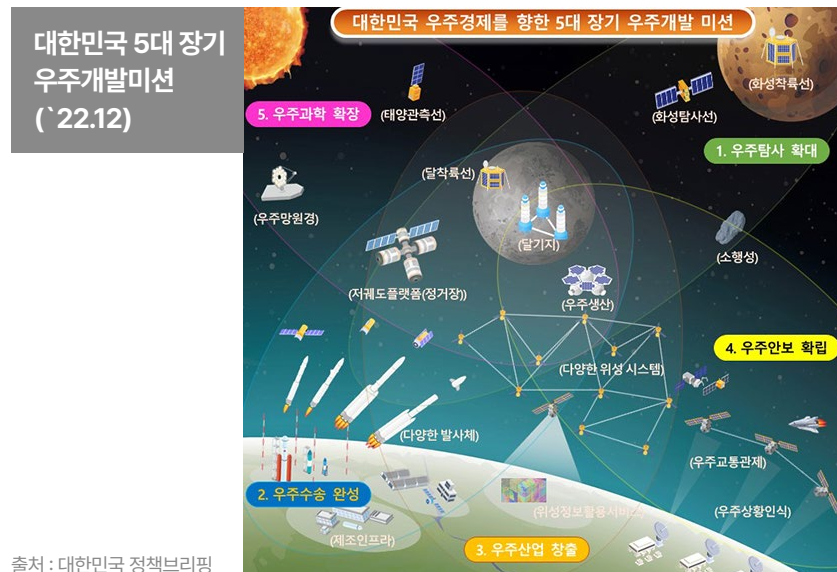 대한민국 5대 장기
우주개발미션
(`22.12)
대한민국 우주경제를 향한 5대 장기 우주개발 미션
(화성착륙선)
5. 우주과학 확장
(태양관측선)
(화성탐사선)
1. 우주탐사 확대
(달착륙선)
(우주망원경)
(달기지)
(소행성)
(저궤도플랫폼(정거장))
(우주생산)
4. 우주안보 확립
(다양한 위성 시스템)
(다양한 발사체)
(우주교통관제)
2. 우주수송 완성
(위성정보활용서비스)
(우주상황인식)
(제조인프라)
3. 우주산업 창출
출처 : 대한민국 정책브리핑